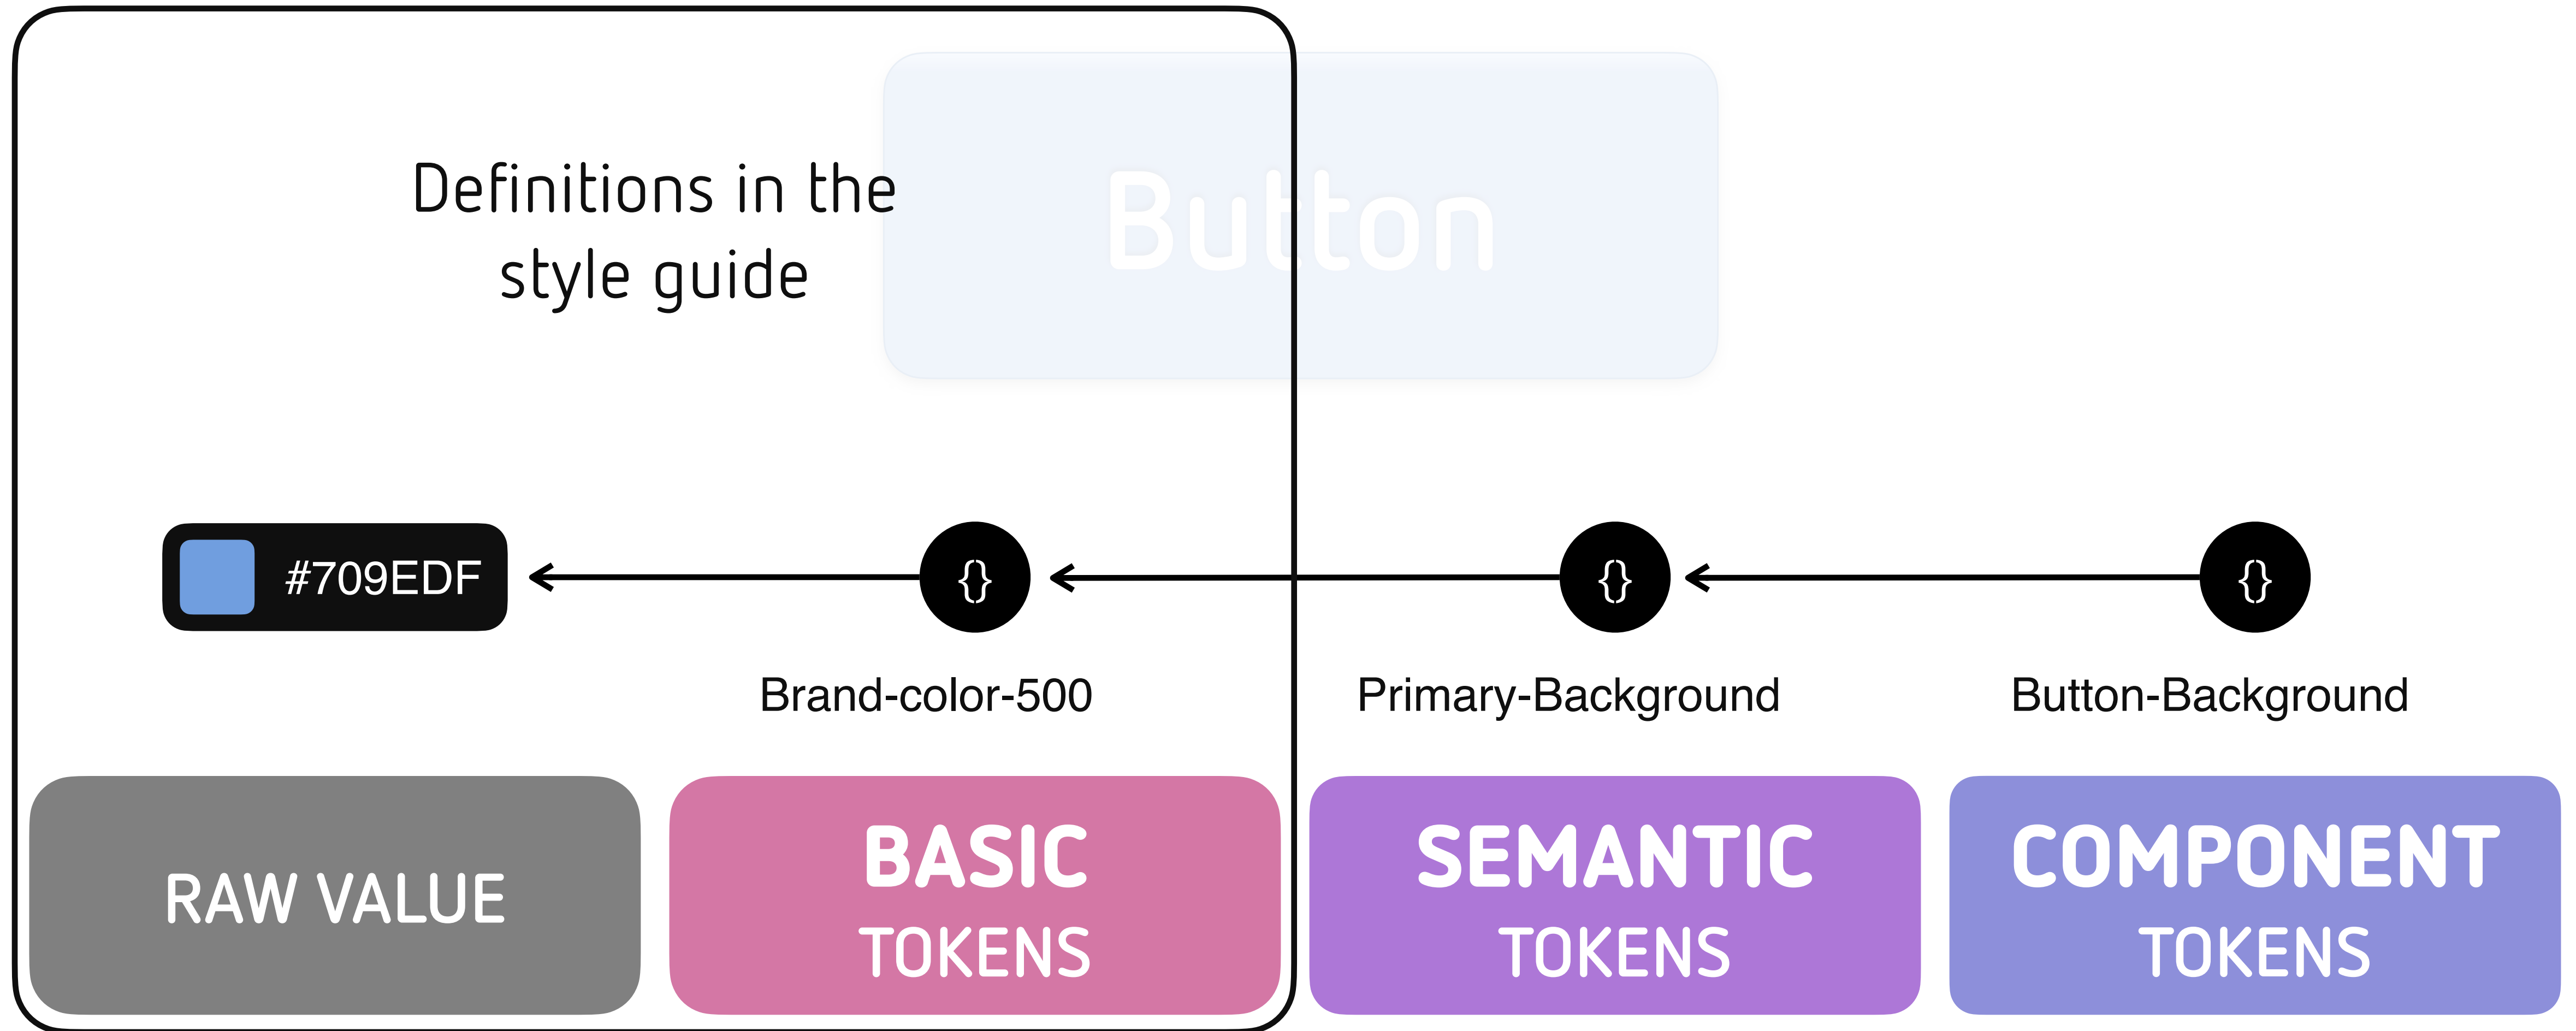 Definitions in the
style guide
Button
#709EDF
{}
{}
{}
Brand-color-500
Primary-Background
Button-Background
RAW VALUE
BASIC
TOKENS
SEMANTIC
TOKENS
COMPONENT
TOKENS